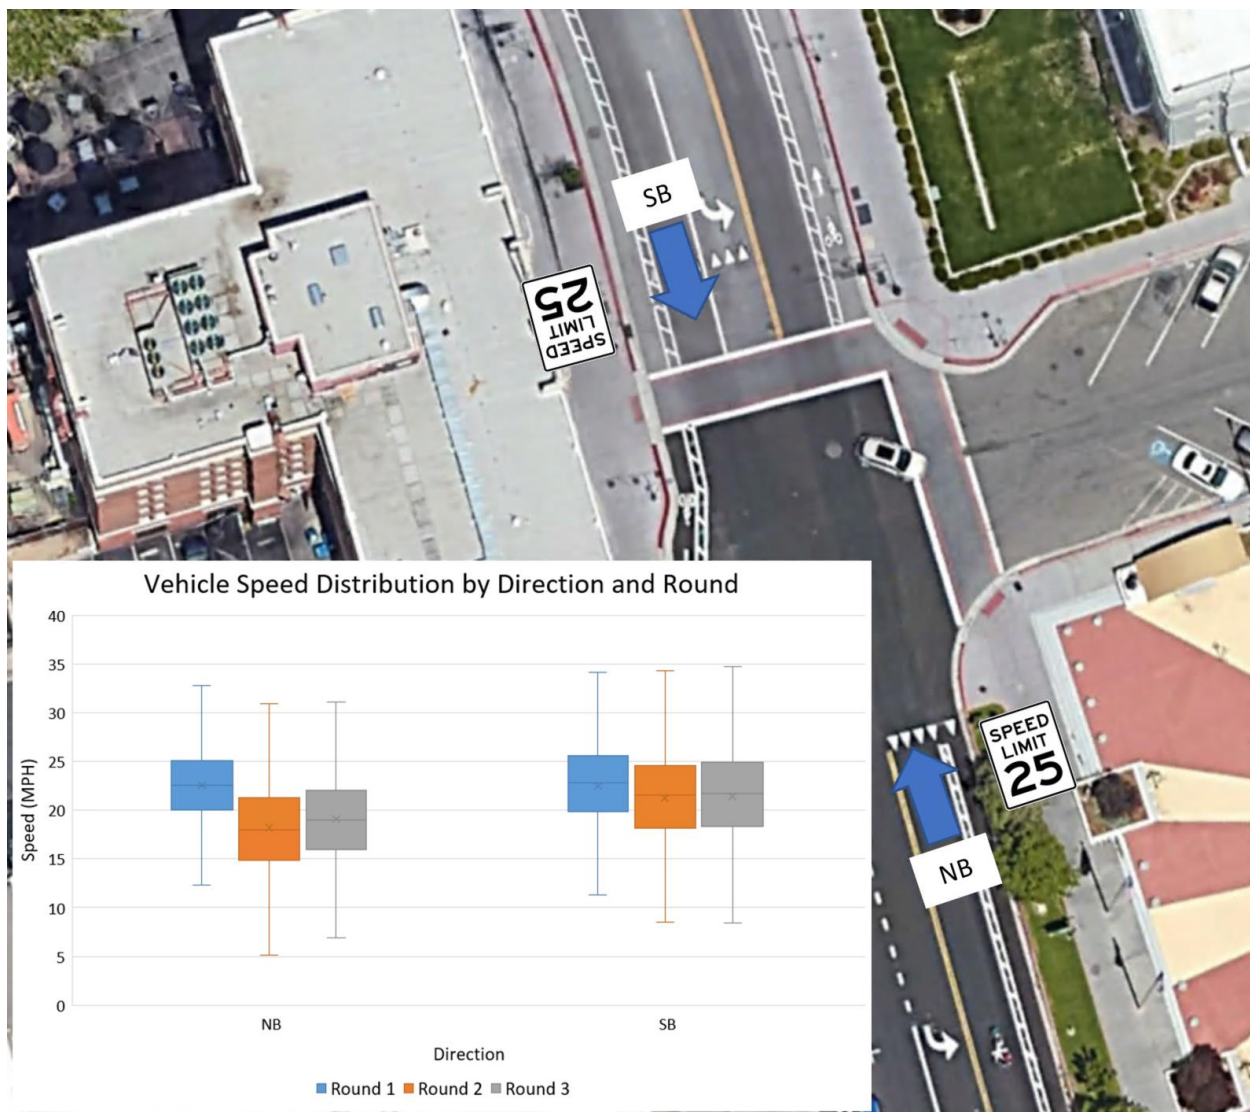 SB
SPEED
LIMIT
25
Vehicle Speed Distribution by Direction and Round
40
35
30
25
20
15
10
5
0
Speed (MPH)
NB
SB
Direction
Round 1
Round 2
Round 3
SPEED
LIMIT
25
NB